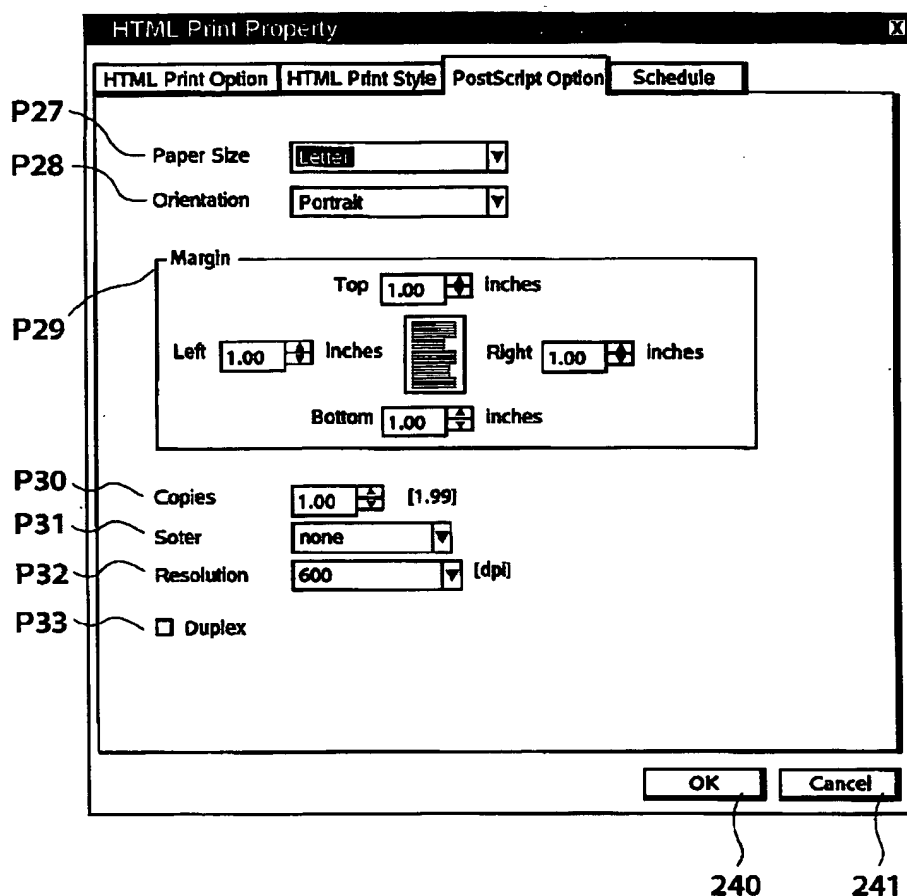 HTML Print Property X
HTML Print Option HTML Print Style PostScript Option Schedule
P27 Paper Size Letter
P28 Orientation Portrait
Margin
Top 1.00 inches
P29
Left 1.00 inches Right 1.00 inches
Bottom 1.00 inches
P30 Copies 1.00 [1.99]
P31 Soter none
P32 Resolution 600 [dpi]
P33 Duplex
OK Cancel
240 241